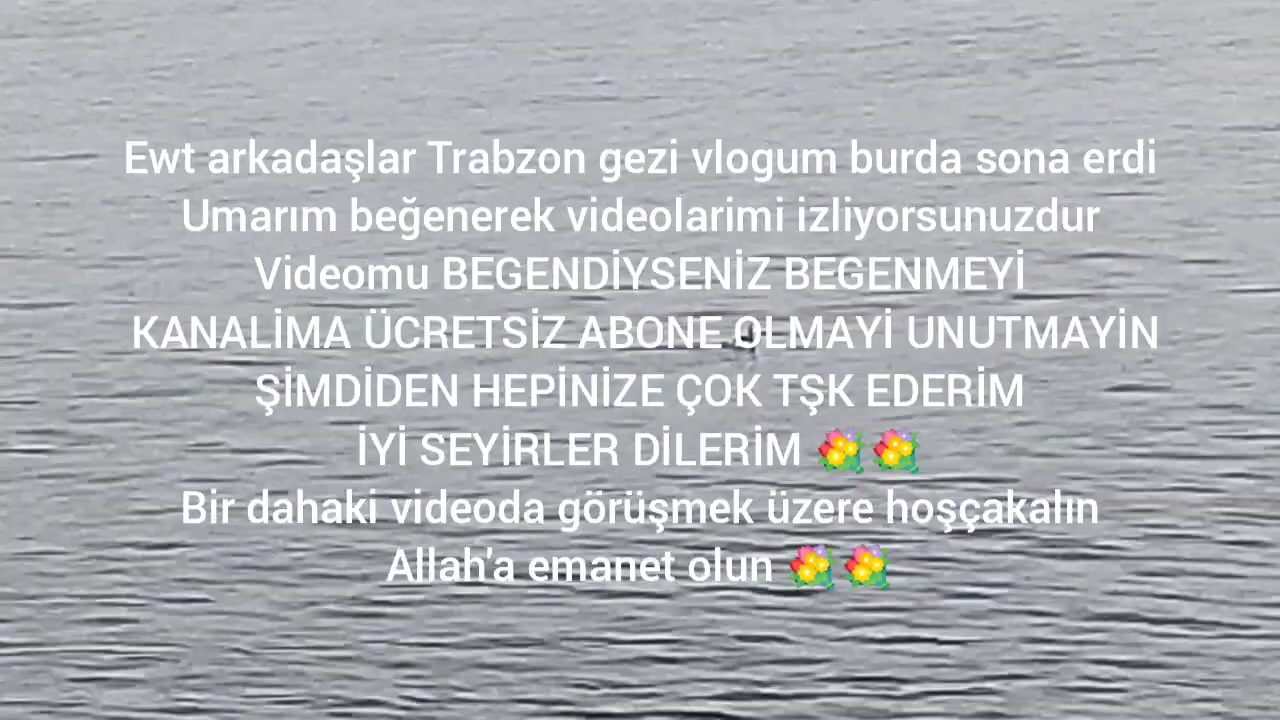 Ewt arkadaşlar Trabzon gezi vlogum burda sona erdi
Umarım beğenerek videolarimi izliyorsunuzdur
Videomu BEGENDİYSENİZ BEGENMEYİ
KANALİMA ÜCRETSİZ ABONE OLMAYİ UNUTMAYİN
ŞİMDİDEN HEPİNİZE ÇOK TŞK EDERİM
İYİ SEYİRLER DİLERİM 💐💐
Bir dahaki videoda görüşmek üzere hoşçakalın
Allah'a emanet olun 💐💐